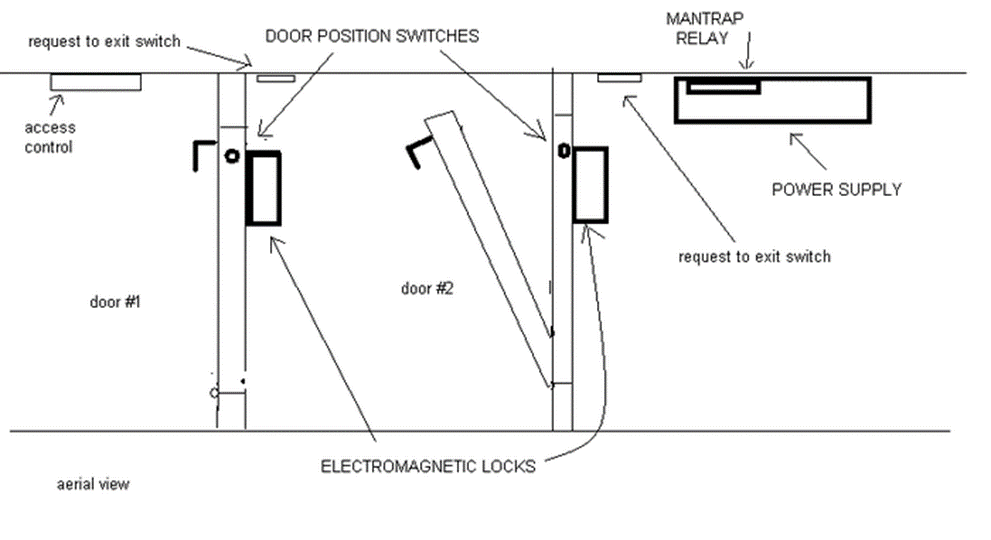 MANTRAP
RELAY
request to exit switch
DOOR POSITION SWITCHES
access
control
POWER SUPPLY
request to exit switch
door #1
door #2
ELECTROMAGNETIC LOCKS
aerial view